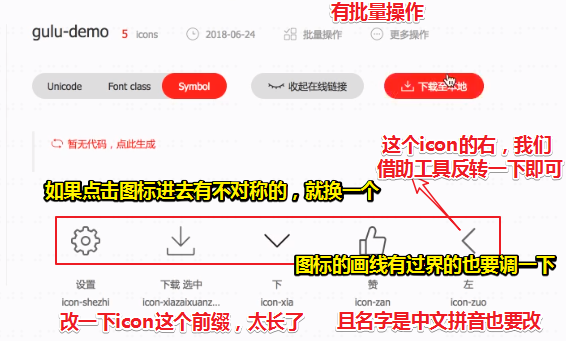 有批量操作
gulu-demo 5 icons 2018-06-24 批量操作 更多操作
Unicode Font class Symbol 收起在线链接 下载至本地
暂无代码，点此生成
这个icon的右，我们
借助工具反转一下即可
如果点击图标进去有不对称的，就换一个
图标的画线有过界的也要调一下
设置 下载 选中 下 赞 左
icon-shezhi icon-xiazaixuanz... icon-xia icon-zan icon-zuo
改一下icon这个前缀，太长了 且名字是中文拼音也要改